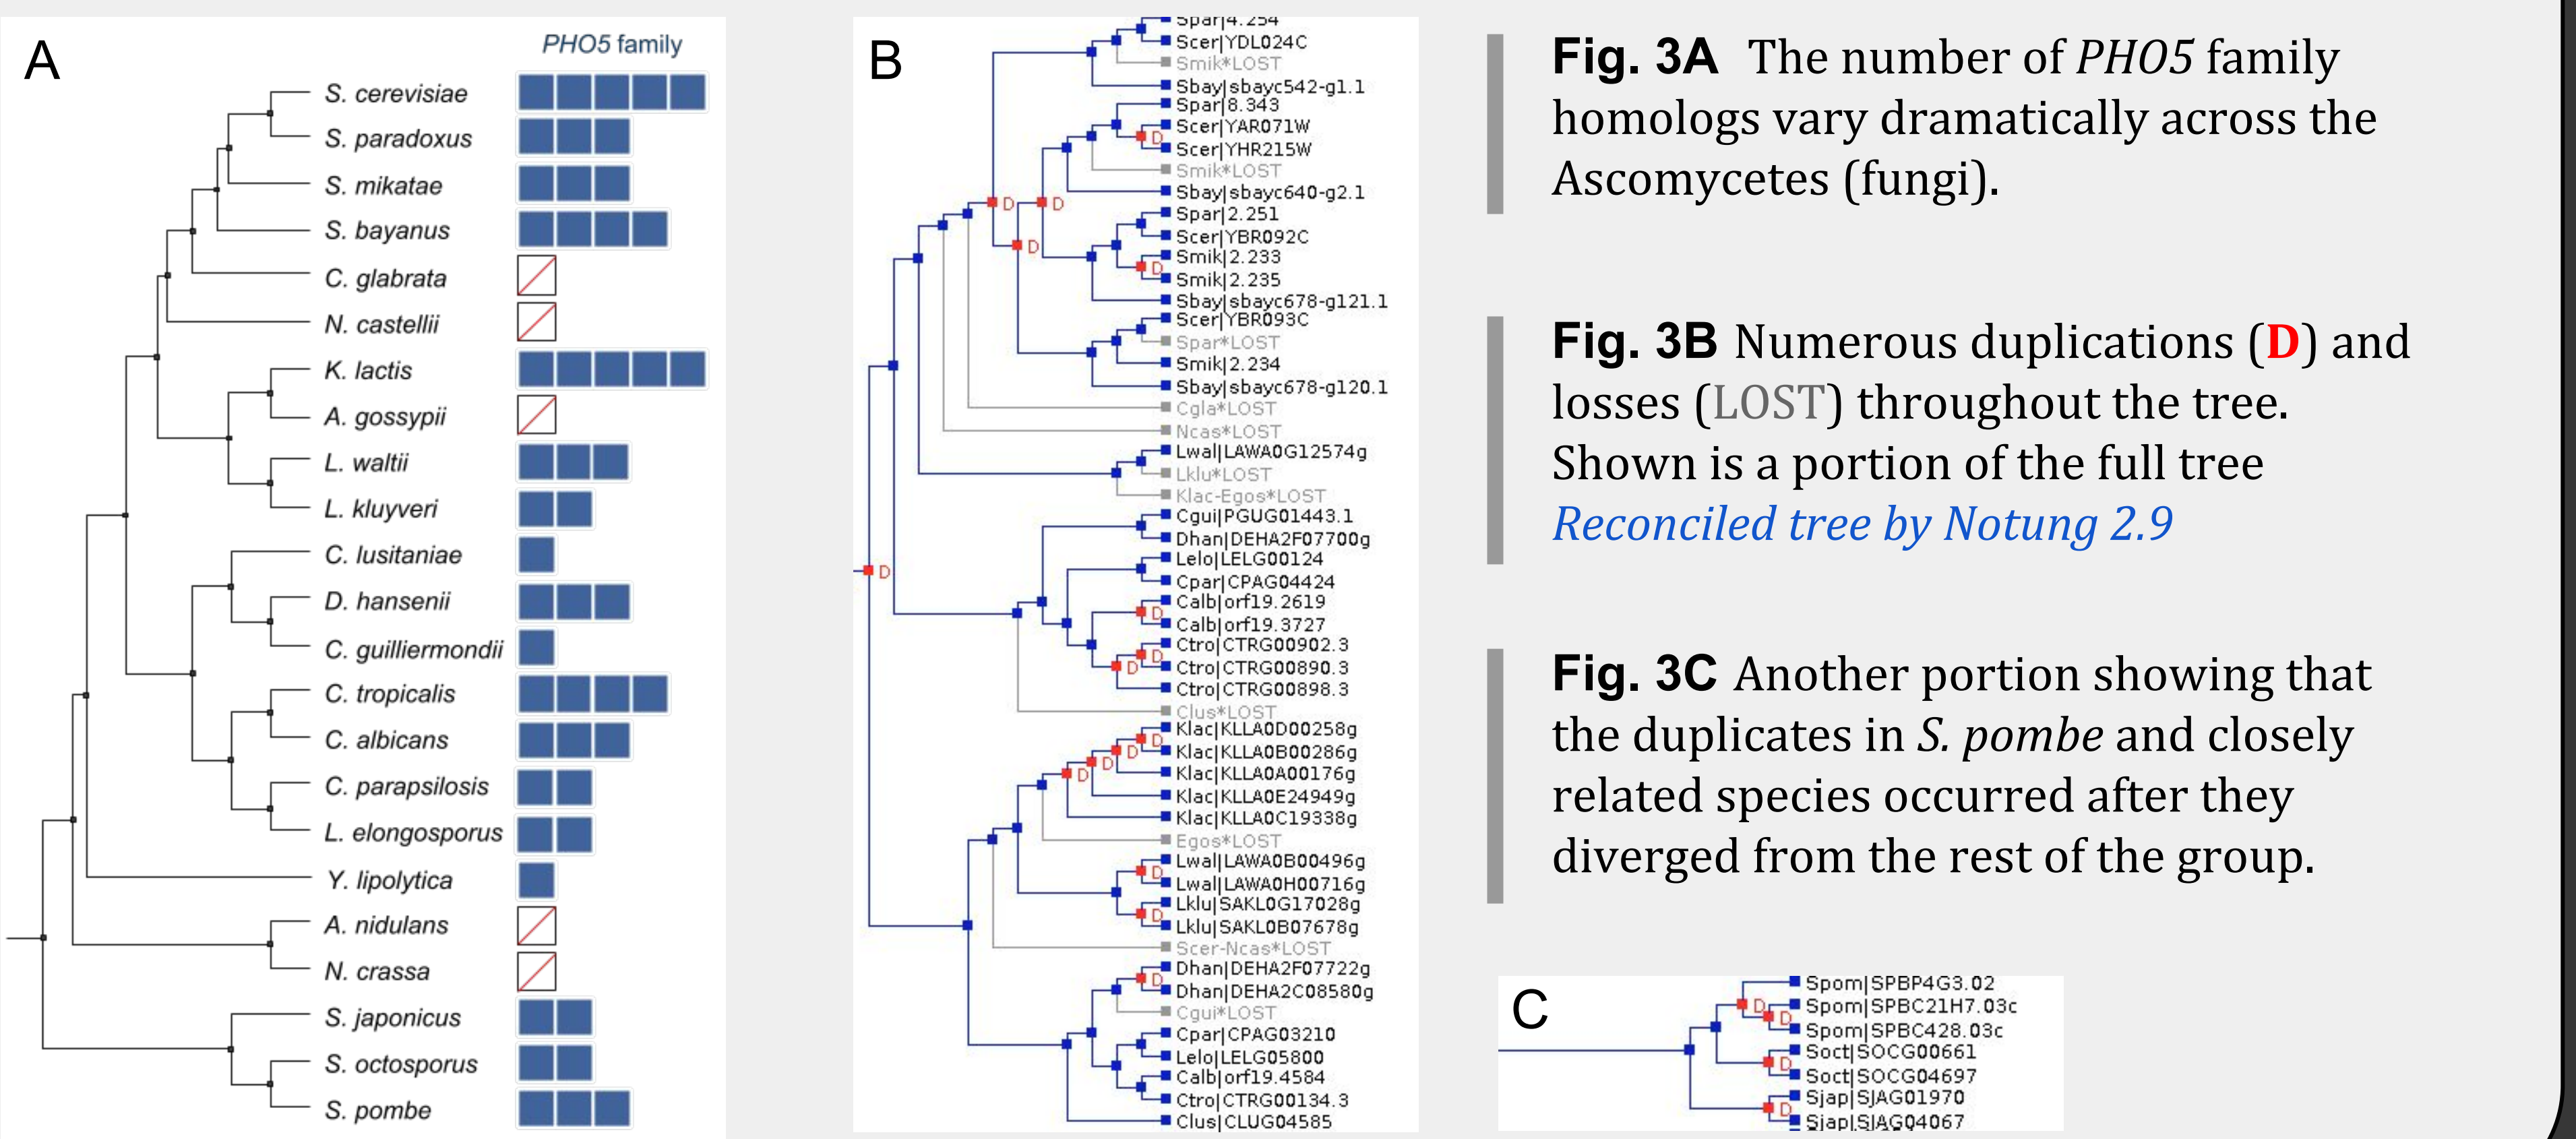 A
PHO5 family
S. cerevisiae
S. paradoxus
S. mikatae
S. bayanus
C. glabrata
N. castellii
K. lactis
A. gossypii
L. waltii
L. kluyveri
C. lusitaniae
D. hansenii
C. guilliermondii
C. tropicalis
C. albicans
C. parapsilosis
L. elongosporus
Y. lipolytica
A. nidulans
N. crassa
S. japonicus
S. octosporus
S. pombe
B
Spar|4.254
Scer|YDL024C
Smik*LOST
Sbay|sbayc542-g1.1
Spar|8.343
Scer|YAR071W
D
Scer|YHR215W
Smik*LOST
Sbay|sbayc640-g2.1
D
D
Spar|2.251
Scer|YBR092C
D
Smik|2.233
D
Smik|2.235
Sbay|sbayc678-g121.1
Scer|YBR093C
Spar*LOST
Smik|2.234
Sbay|sbayc678-g120.1
Cgla*LOST
Ncas*LOST
Lwal|LAWA0G12574g
Lklu*LOST
Klac-Egos*LOST
Cgui|PGUG01443.1
Dhan|DEHA2F07700g
Lelo|LELG00124
D
Cpar|CPAG04424
Calb|orf19.2619
D
Calb|orf19.3727
Ctro|CTRG00902.3
D
D
Ctro|CTRG00890.3
Ctro|CTRG00898.3
Clus*LOST
Klac|KLLA0D00258g
D
D
Klac|KLLA0B00286g
D
D
Klac|KLLA0A00176g
Klac|KLLA0E24949g
Klac|KLLA0C19338g
Egos*LOST
Lwal|LAWA0B00496g
D
Lwal|LAWA0H00716g
Lklu|SAKL0G17028g
D
Lklu|SAKL0B07678g
Scer-Ncas*LOST
Dhan|DEHA2F07722g
D
Dhan|DEHA2C08580g
Cgui*LOST
Cpar|CPAG03210
Lelo|LELG05800
Calb|orf19.4584
Ctro|CTRG00134.3
Clus|CLUG04585
Fig. 3A The number of PHO5 family
homologs vary dramatically across the
Ascomycetes (fungi).
Fig. 3B Numerous duplications (D) and
losses (LOST) throughout the tree.
Shown is a portion of the full tree
Reconciled tree by Notung 2.9
Fig. 3C Another portion showing that
the duplicates in S. pombe and closely
related species occurred after they
diverged from the rest of the group.
C
Spom|SPBP4G3.02
D
Spom|SPBC21H7.03c
D
Spom|SPBC428.03c
Soct|SOCG00661
D
Soct|SOCG04697
Sjap|SJAG01970
D
Sjap|SJAG04067